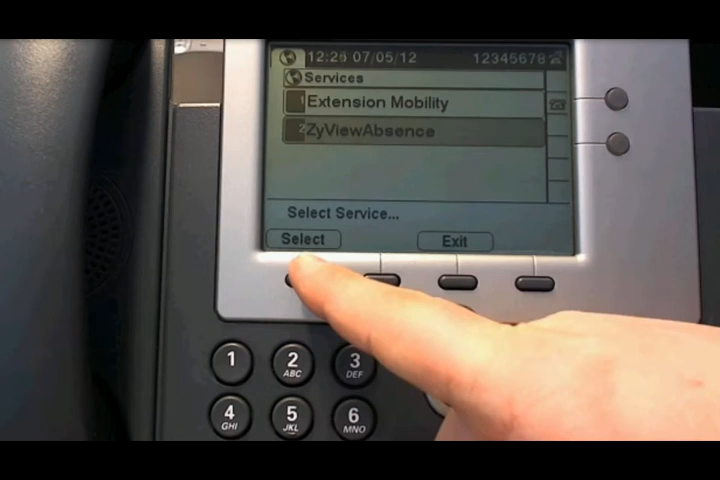 12:26 07/05/12 12345678
Services
1 Extension Mobility
2 ZyViewAbsence
Select Service...
Select Exit
1 2 ABC 3 DEF
4 GHI 5 JKL 6 MNO